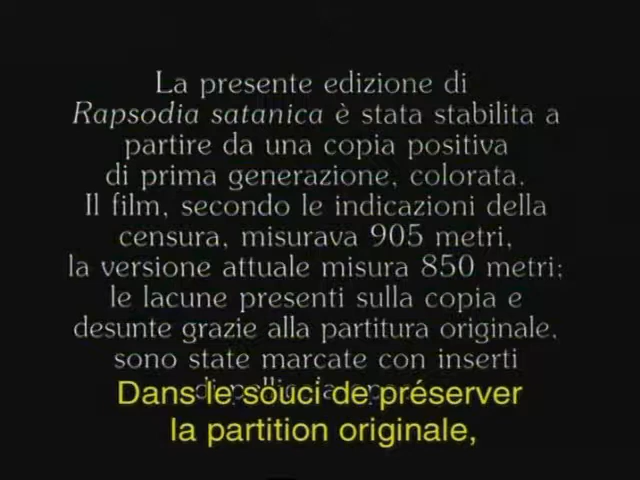 La presente edizione di
Rapsodia satanica è stata stabilita a
partire da una copia positiva
di prima generazione, colorata.
Il film, secondo le indicazioni della
censura, misurava 905 metri,
la versione attuale misura 850 metri;
le lacune presenti sulla copia e
desunte grazie alla partitura originale,
sono state marcate con inserti
di pellicola
Dans le souci de préserver
la partition originale,